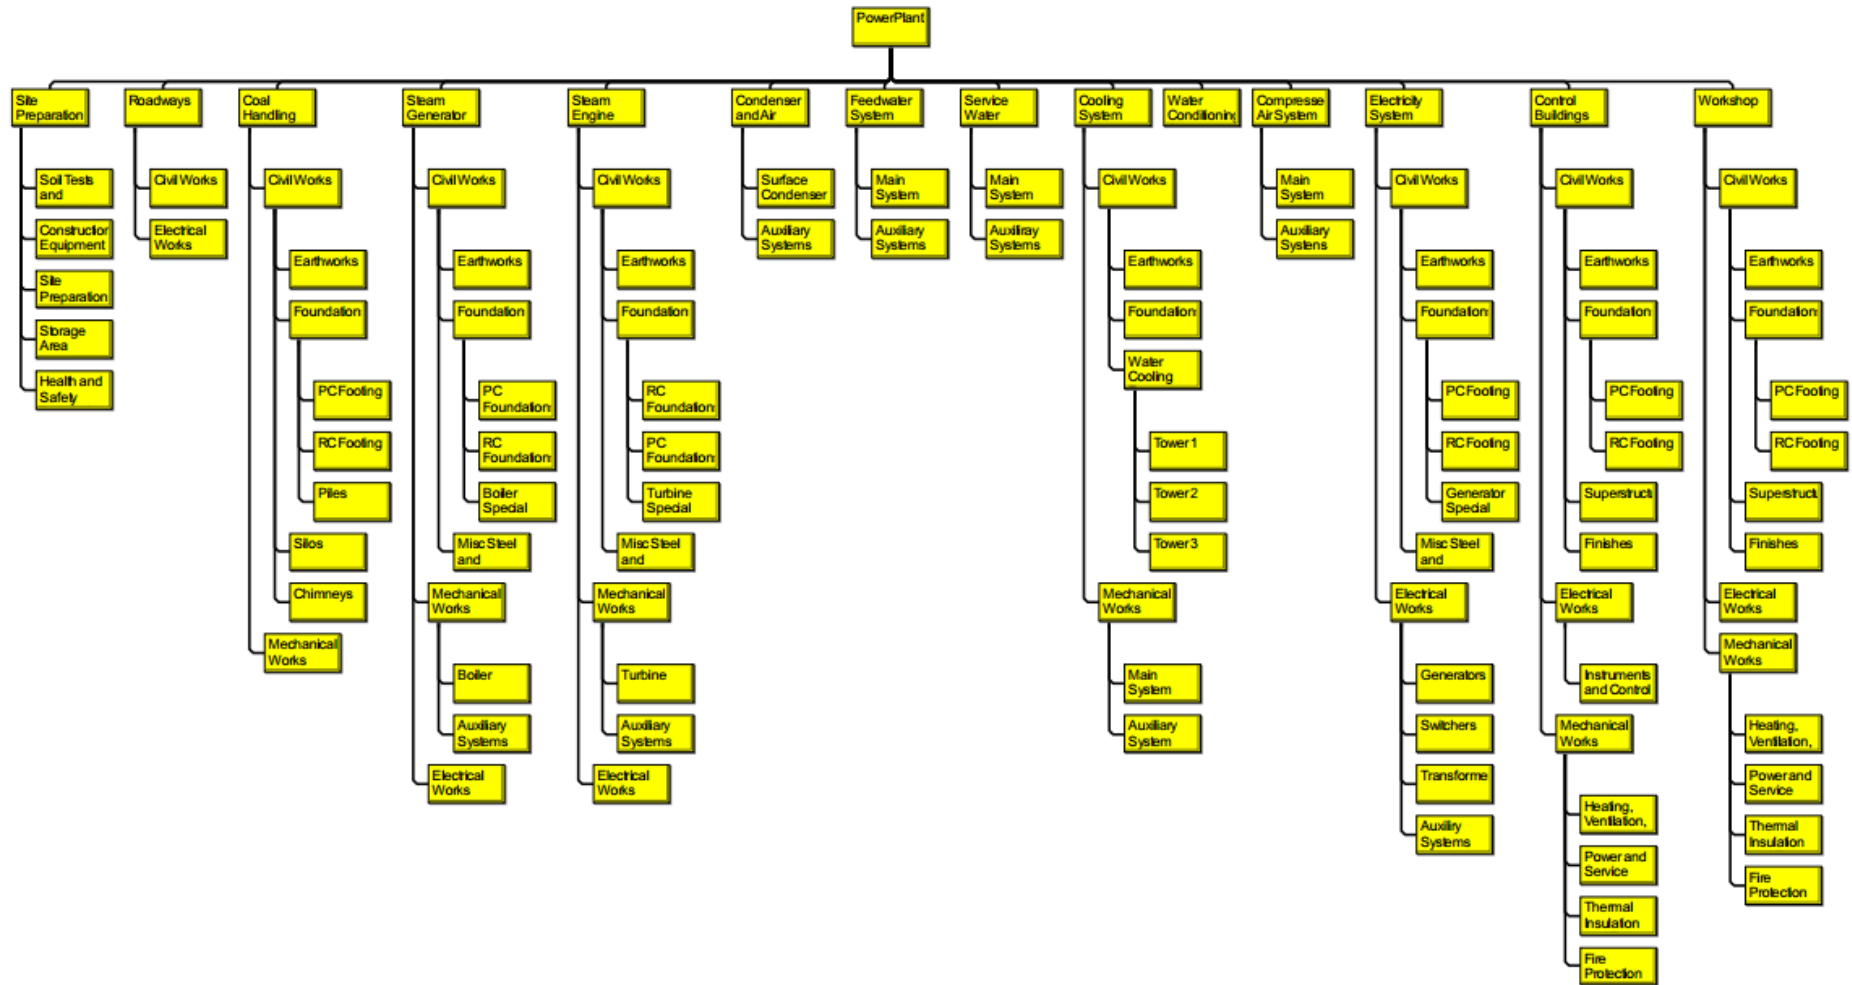 PowerPlant
Site
Preparation
Soil Tests
and
Construction
Equipment
Site
Preparation
Storage
Area
Health and
Safety
Roadways
Civil Works
Electrical
Works
Coal
Handling
Civil Works
Earthworks
Foundation
PC Footing
RC Footing
Piles
Silos
Chimneys
Mechanical
Works
Steam
Generator
Civil Works
Earthworks
Foundation
PC
Foundation
RC
Foundation
Boiler
Special
Misc Steel
and
Mechanical
Works
Boiler
Auxiliary
Systems
Electrical
Works
Steam
Engine
Civil Works
Earthworks
Foundation
RC
Foundation
PC
Foundation
Turbine
Special
Misc Steel
and
Mechanical
Works
Turbine
Auxiliary
Systems
Electrical
Works
Condenser
and Air
Surface
Condenser
Auxiliary
Systems
Feedwater
System
Main
System
Auxiliary
Systems
Service
Water
Main
System
Auxiliray
Systems
Cooling
System
Civil Works
Earthworks
Foundation
Water
Cooling
Tower 1
Tower 2
Tower 3
Mechanical
Works
Main
System
Auxiliary
System
Water
Conditioning
Compresse
Air System
Main
System
Auxiliary
Systens
Electricity
System
Civil Works
Earthworks
Foundation
PC Footing
RC Footing
Generator
Special
Misc Steel
and
Electrical
Works
Generators
Switchers
Transforme
Auxiliry
Systems
Control
Buildings
Civil Works
Earthworks
Foundation
PC Footing
RC Footing
Superstructu
Finishes
Electrical
Works
Instruments
and Control
Mechanical
Works
Heating,
Ventilation,
Power and
Service
Thermal
Insulation
Fire
Protection
Workshop
Civil Works
Earthworks
Foundation
PC Footing
RC Footing
Superstructu
Finishes
Electrical
Works
Mechanical
Works
Heating,
Ventilation,
Power and
Service
Thermal
Insulation
Fire
Protection